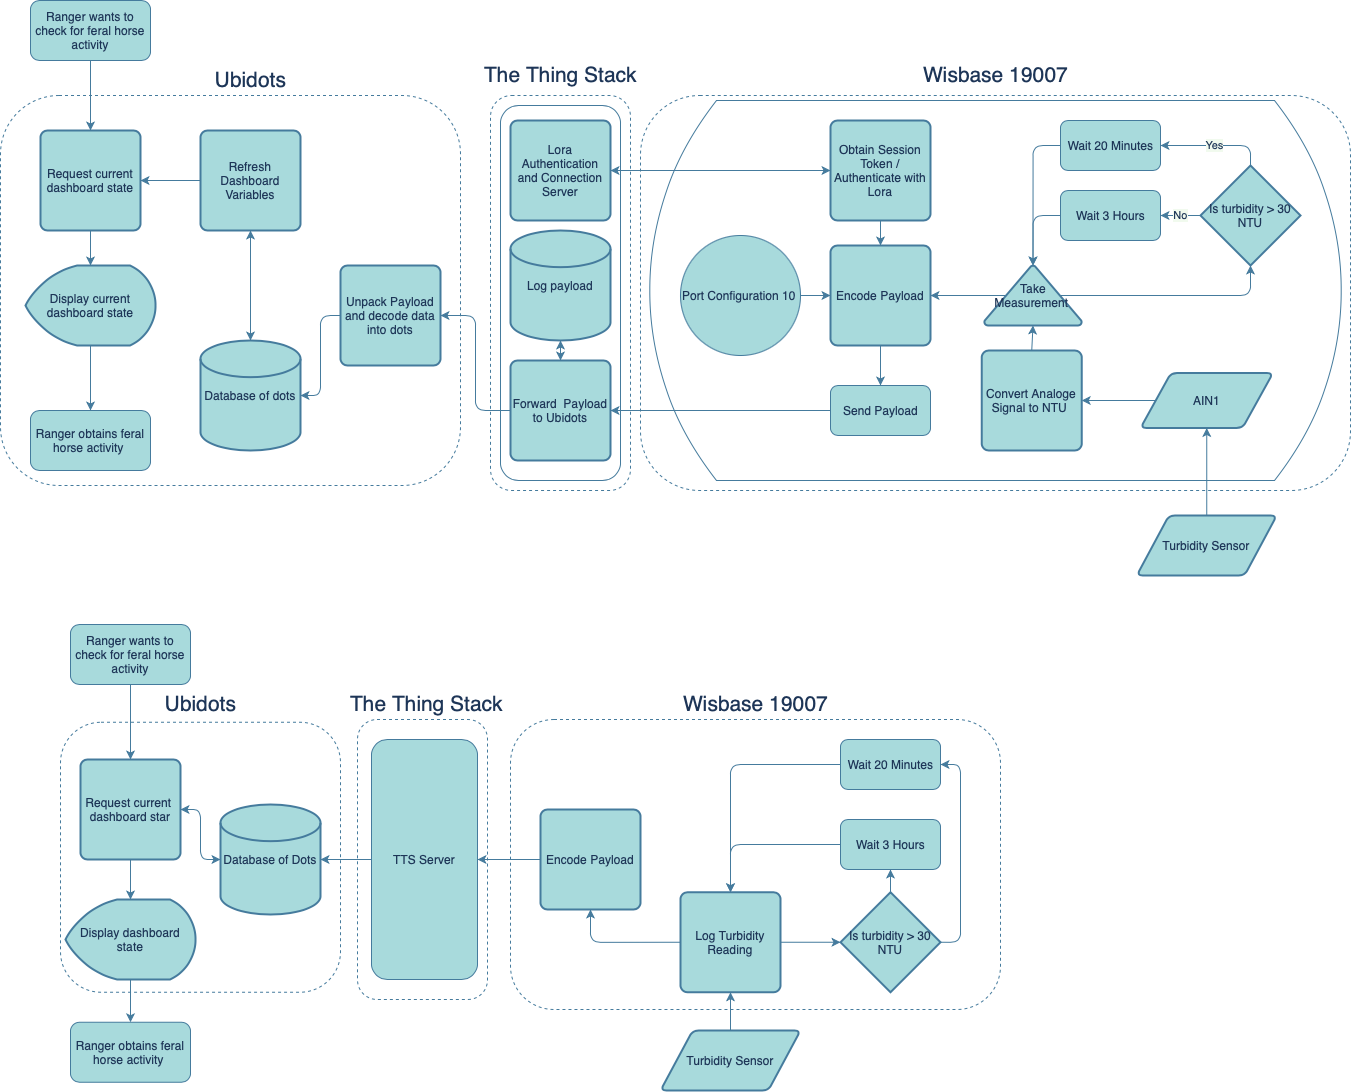 Ranger wants to
check for feral horse
activity
Ubidots
The Thing Stack
Wisbase 19007
Request current
dashboard state
Refresh
Dashboard
Variables
Display current
dashboard state
Unpack Payload
and decode data
into dots
Database of dots
Ranger obtains feral
horse activity
Lora
Authentication
and Connection
Server
Log payload
Forward Payload
to Ubidots
Obtain Session
Token /
Authenticate with
Lora
Port Configuration 10
Encode Payload
Send Payload
Wait 20 Minutes
Yes
Wait 3 Hours
No
Is turbidity > 30
NTU
Take
Measurement
Convert Analoge
Signal to NTU
AIN1
Turbidity Sensor
Ranger wants to
check for feral horse
activity
Ubidots
The Thing Stack
Wisbase 19007
Request current
dashboard star
Database of Dots
Display dashboard
state
Ranger obtains feral
horse activity
TTS Server
Encode Payload
Wait 20 Minutes
Wait 3 Hours
Log Turbidity
Reading
Is turbidity > 30
NTU
Turbidity Sensor